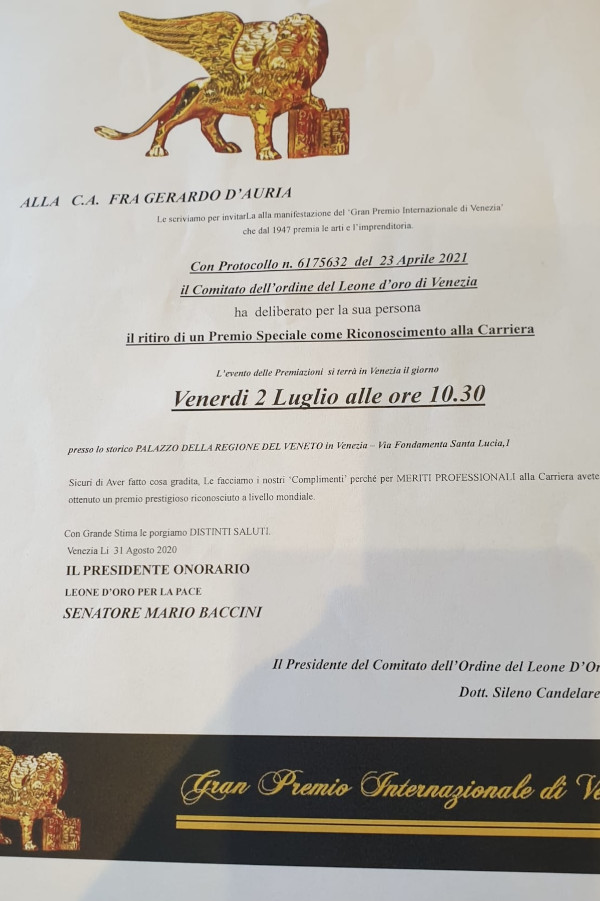 ALLA C.A. FRA GERARDO D'AURIA
Le scriviamo per invitarLa alla manifestazione del 'Gran Premio Internazionale di Venezia'
che dal 1947 premia le arti e l'imprenditoria.
Con Protocollo n. 6175632 del 23 Aprile 2021
il Comitato dell'ordine del Leone d'oro di Venezia
ha deliberato per la sua persona
il ritiro di un Premio Speciale come Riconoscimento alla Carriera
L'evento delle Premiazioni si terrà in Venezia il giorno
Venerdi 2 Luglio alle ore 10.30
presso lo storico PALAZZO DELLA REGIONE DEL VENETO in Venezia – Via Fondamenta Santa Lucia,1
Sicuri di Aver fatto cosa gradita, Le facciamo i nostri 'Complimenti' perché per MERITI PROFESSIONALI alla Carriera avete
ottenuto un premio prestigioso riconosciuto a livello mondiale.
Con Grande Stima le porgiamo DISTINTI SALUTI.
Venezia Li 31 Agosto 2020
IL PRESIDENTE ONORARIO
LEONE D'ORO PER LA PACE
SENATORE MARIO BACCINI
Il Presidente del Comitato dell'Ordine del Leone D'Or
Dott. Sileno Candelare
Gran Premio Internazionale di Ve